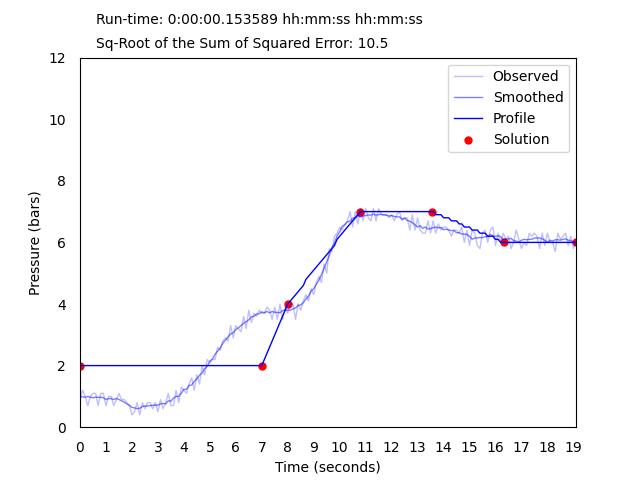 Run-time: 0:00:00.153589 hh:mm:ss hh:mm:ss
Sq-Root of the Sum of Squared Error: 10.5
Observed
Smoothed
Profile
Solution
Pressure (bars)
12
10
8
6
4
2
0
0 1 2 3 4 5 6 7 8 9 10 11 12 13 14 15 16 17 18 19
Time (seconds)